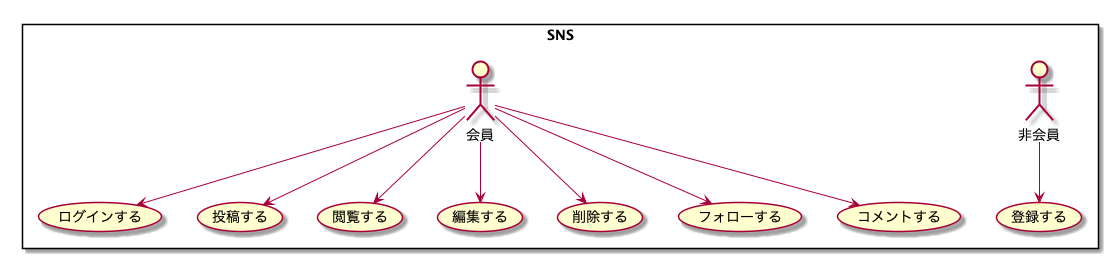 SNS
会員
非会員
ログインする
投稿する
閲覧する
編集する
削除する
フォローする
コメントする
登録する